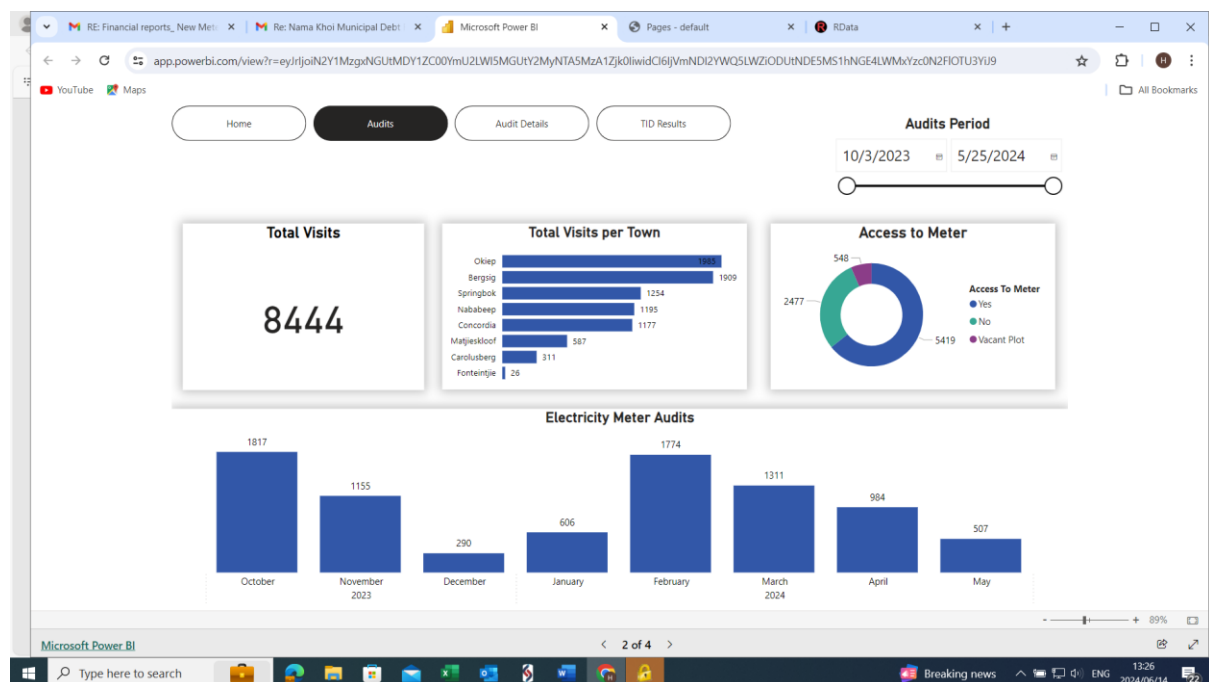 RE: Financial reports_ New Met
Re: Nama Khoi Municipal Debt
Microsoft Power BI
Pages - default
RData
app.powerbi.com/view?r=
YouTube
Maps
All Bookmarks
Home
Audits
Audit Details
TID Results
Audits Period
10/3/2023
5/25/2024
Total Visits
8444
Total Visits per Town
Okiep 1985
Bergsig 1909
Springbok 1254
Nababeep 1195
Concordia 1177
Matjieskloof 587
Carolusberg 311
Fonteintjie 26
Access to Meter
548
2477
5419
Access To Meter
Yes
No
Vacant Plot
Electricity Meter Audits
1817
1155
290
606
1774
1311
984
507
October
November
December
January
February
March
April
May
2023
2024
89%
Microsoft Power BI
2 of 4
Type here to search
Breaking news
ENG
13:26
2024/06/14
22